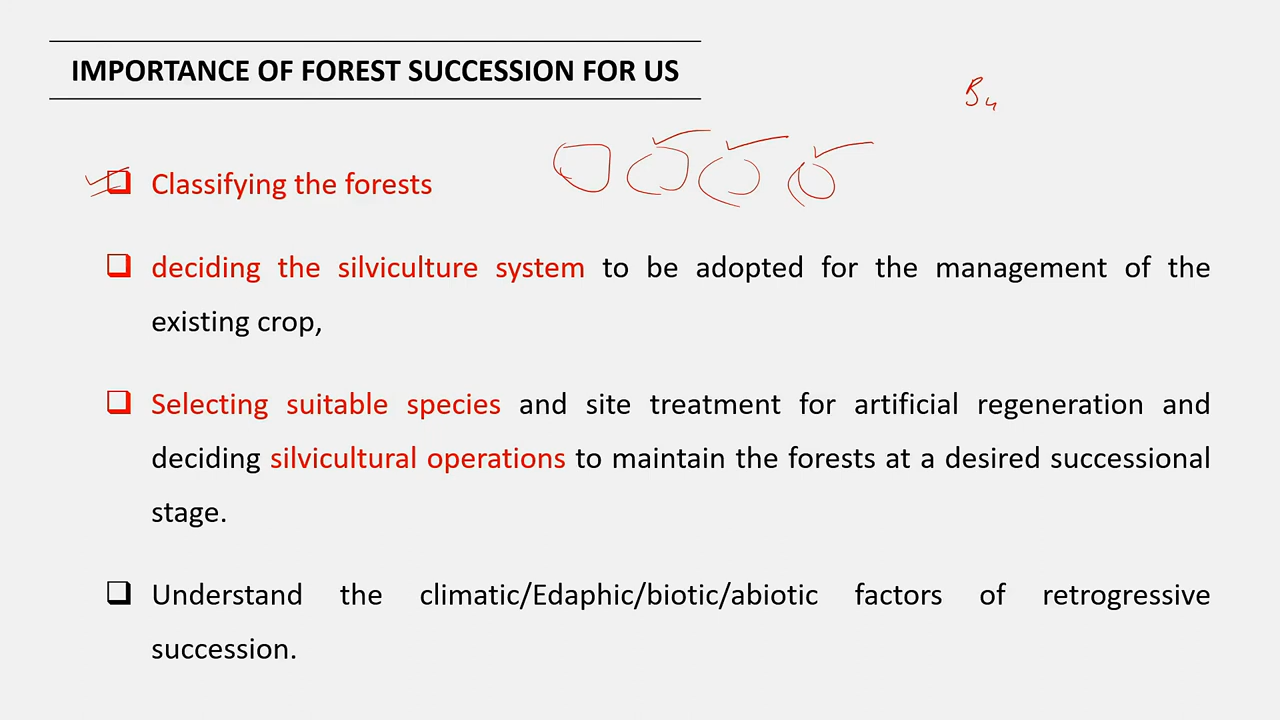 IMPORTANCE OF FOREST SUCCESSION FOR US
Classifying the forests
deciding the silviculture system to be adopted for the management of the
existing crop,
Selecting suitable species and site treatment for artificial regeneration and
deciding silvicultural operations to maintain the forests at a desired successional
stage.
Understand the climatic/Edaphic/biotic/abiotic factors of retrogressive
succession.